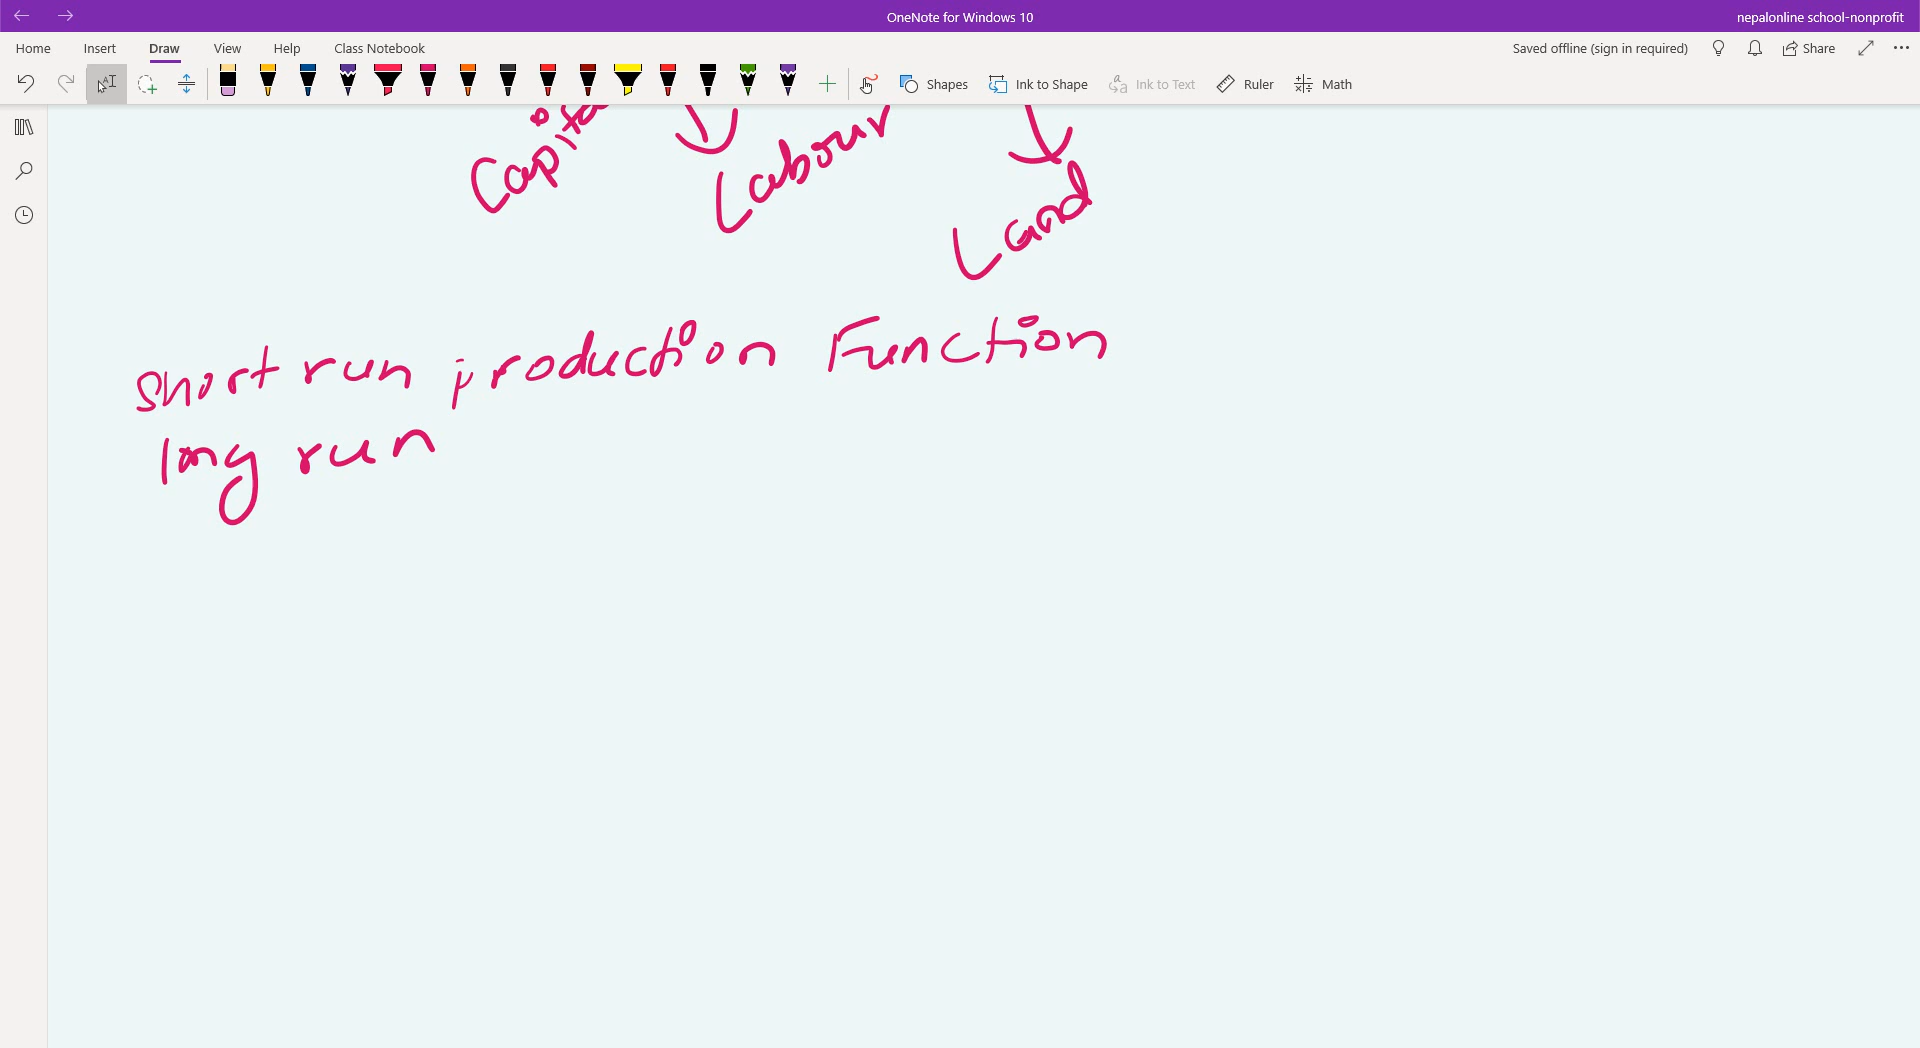 OneNote for Windows 10
nepalonline school-nonprofit
Home Insert Draw View Help Class Notebook
Saved offline (sign in required) Share
Shapes Ink to Shape Ink to Text Ruler Math
Capita
Labour
Land
Short run production Function
long run